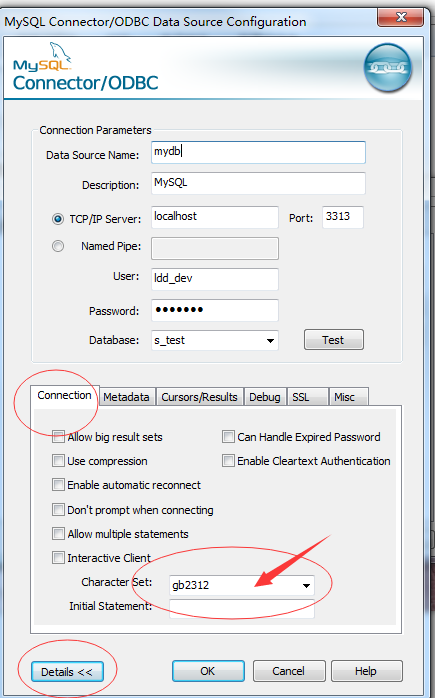 MySQL Connector/ODBC Data Source Configuration
MySQL
Connector/ODBC
Connection Parameters
Data Source Name: mydb
Description: MySQL
TCP/IP Server: localhost Port: 3313
Named Pipe:
User: ldd_dev
Password: •••••••
Database: s_test Test
Connection Metadata Cursors/Results Debug SSL Misc
Allow big result sets Can Handle Expired Password
Use compression Enable Cleartext Authentication
Enable automatic reconnect
Don't prompt when connecting
Allow multiple statements
Interactive Client
Character Set: gb2312
Initial Statement:
Details << OK Cancel Help